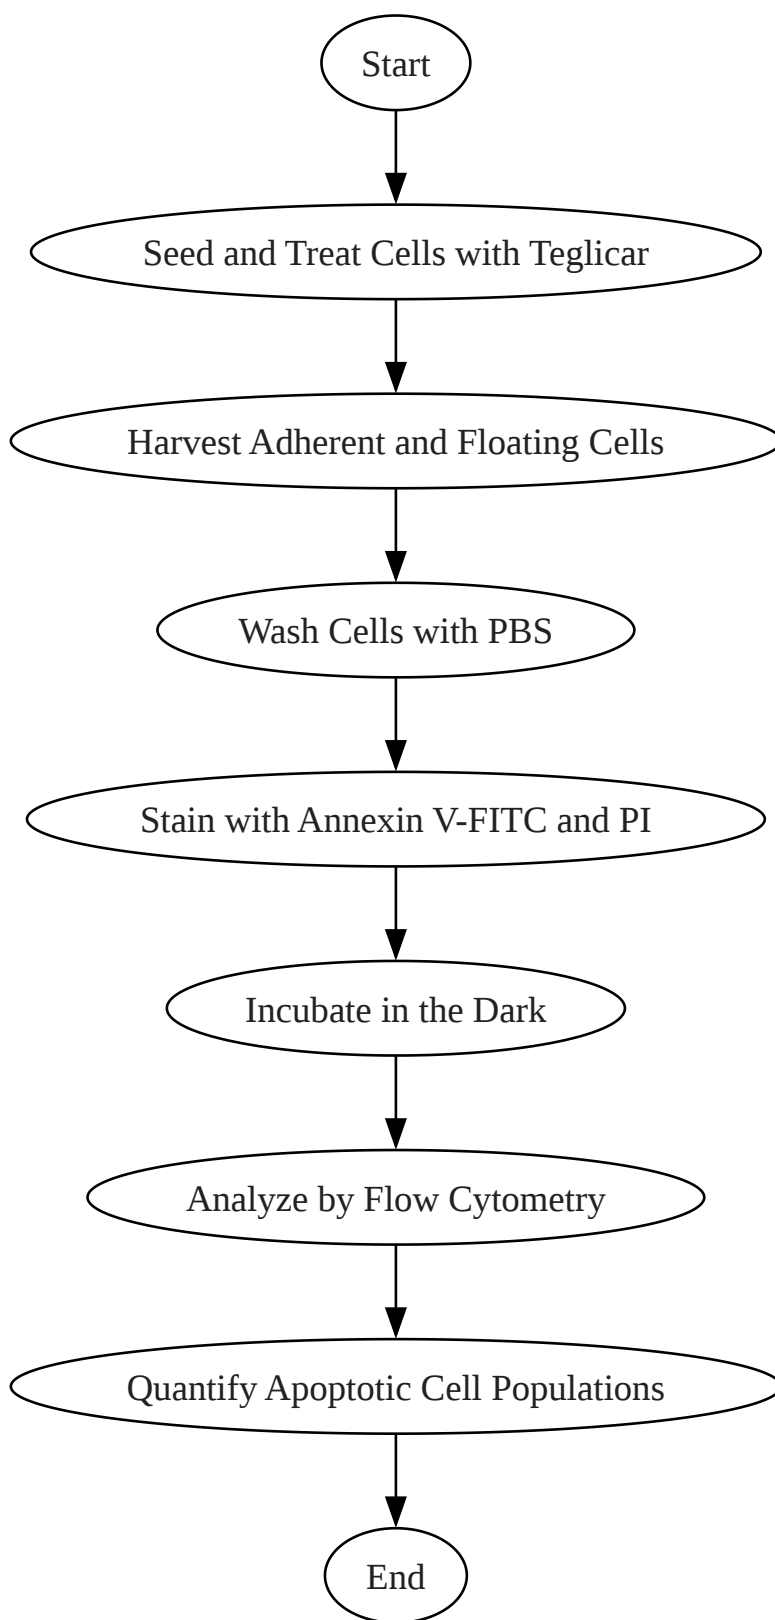 Start
Seed and Treat Cells with Teglicar
Harvest Adherent and Floating Cells
Wash Cells with PBS
Stain with Annexin V-FITC and PI
Incubate in the Dark
Analyze by Flow Cytometry
Quantify Apoptotic Cell Populations
End